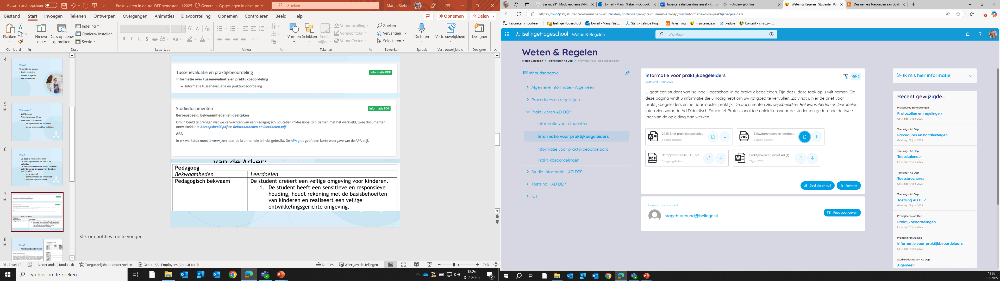 Automatisch opslaan
Praktijkleren in de Ad-DEP semester 1 I 2025
General • Opgeslagen in deze pc
Zoeken
Marijn Sieben
Bestand
Start
Invoegen
Tekenen
Ontwerpen
Overgangen
Animaties
Diavoorstelling
Opnemen
Controleren
Beeld
Help
Opnemen
Delen
Plakken
Nieuwe dia
Dia's opnieuw gebruiken
Indeling
Opnieuw instellen
Sectie
Vormen
Schikken
Snelle stijlen
Vormopvulling
Vormcontour
Vormeffecten
Zoeken
Vervangen
Selecteren
Dicteren
Vertrouwelijkheid
Designer
Klembord
Dia's
Lettertype
Alinea
Tekenen
Bewerken
Spraak
Vertrouwelijkheid
Designer
4
Waar?
Verschillende opties:
Op je werkplek
Op een stageplek
Een combinatie
5
Wanneer?
Zelf bepalen
Totaal minimaal 16 uur
Waarvan 4 uur flexibel:
- om opdrachten uit te voeren
- om op andere plekken te kijken
6
Wat?
Je doet je werk/werkt mee +
Je voert opdrachten uit vanuit de
opleiding +
Je pakt (in toenemende mate) taken en
activiteiten op die passen bij de rollen
van de Ad-er:
- beroepsbeeld
- bekwaamheden en leerdoelen
- beoordelingsformulieren
7
8
Hoe?
Voorbereidingsformulier
Tussenevaluatie en praktijkbeoordeling
Informatie PDF
Informatie over tussenevaluatie en praktijkbeoordeling
• Informatie tussenevaluatie en praktijkbeoordeling
Studiedocumenten
Informatie PDF
Beroepsbeeld, bekwaamheden en deeltaken
Om in beeld te brengen wat we verwachten van een Pedagogisch Educatief Professional zijn, samen met het werkveld, twee documenten
ontwikkeld: het Beroepsbeeld.pdf en Bekwaamheden en leerdoelen.pdf
APA
In elk werkstuk moet je verwijzen naar de bronnen die je hebt gebruikt. De APA gids geeft een korte weergave van de APA-stijl.
van de Ad-er:
Pedagoog
Bekwaamheden
Leerdoelen
Pedagogisch bekwaam
De student creëert een veilige omgeving voor kinderen.
1. De student heeft een sensitieve en responsieve
houding, houdt rekening met de basisbehoeften
van kinderen en realiseert een veilige
ontwikkelingsgerichte omgeving.
Klik om notities toe te voegen
Dia 7 van 12
Nederlands (standaard)
Toegankelijkheid: onderzoeken
General\All Employees (unrestricted)
Notities
Weergave-instellingen
74%
Typ hier om te zoeken
13:26
3-2-2025
2
Besluit 291. Moduleschema Ad-D
E-mail - Marijn Sieben - Outlook
Inventarisatie beeldmateriaal - Ko
- OnderwijsOnline
Weten & Regelen | Studenten Por
Deelnemers toevoegen aan Doelg
https://mijngc.nl/studenten/kennisbank-studenten/onderwerpen/praktijkleren-ad-dep/null/informatie-voor-praktijkbegeleiders
Favorieten importeren
Iselinge Hogeschool
E-mail - Marijn Sieb...
Start - Iselinge Hog...
Itslearning
mijniselinge.nl
Xedule
Content - cms6.syni...
IselingeHogeschool
Weten & Regelen
Zoeken
Weten & Regelen
Weten & Regelen > Praktijkleren Ad Dep > Informatie Voor Praktijkbegeleiders
Inhoudsopgave
Algemene informatie - Algemeen
Procedures en regelingen
Praktijkleren AD DEP
Informatie voor studenten
Informatie voor praktijkbegeleiders
Informatie voor praktijkbeoordelaars
Praktijkbeoordelingen
Studie-informatie - AD DEP
Toetsing - AD DEP
ICT
Informatie voor praktijkbegeleiders
5
Bijgewerkt: 17 jan. 2025
U gaat een student van Iselinge Hogeschool in de praktijk begeleiden. Fijn dat u deze taak op u wilt nemen! Op
deze pagina vindt u informatie die u nodig hebt om uw rol goed te vervullen. Zo vindt u hier de brief voor
praktijkbegeleiders en het jaarrooster praktijk. De documenten Beroepsbeeld en Bekwaamheden en leerdoelen
laten zien waar de Ad Didactisch Educatief Professional toe opleidt en waar de studenten gedurende de twee
jaar van de opleiding aan werken.
2025 Brief praktijkbegeleide...
6 dagen geleden
Bekwaamheden en leerdoel...
6 dagen geleden
Beroepsprofiel Ad-DEP.pdf
6 dagen geleden
Praktijkovereenkomst Ad (1)...
19 jan. 2025
Deel via e-mail
Favoriet
Eigenaar van content
stagebureauad@iselinge.nl
Feedback geven
Ik mis hier informatie
Recent gewijzigde...
Procedures En Regelingen
Protocollen en regelingen
Gewijzigd 19 jan. 2025
Toetsing - Ad Dep
Procedures en handleidingen
Gewijzigd 19 jan. 2025
Toetsing - Ad Dep
Toetskalender
Gewijzigd 19 jan. 2025
Toetsing - Ad Dep
Toetsbrochures
Gewijzigd 19 jan. 2025
Toetsing - Ad Dep
Toetsing AD DEP
Gewijzigd 19 jan. 2025
Praktijkleren Ad Dep
Praktijkbeoordelingen
Gewijzigd 19 jan. 2025
Praktijkleren Ad Dep
Informatie voor praktijkbeoordelaars
Gewijzigd 19 jan. 2025
Studie-informatie - Ad Dep
Algemeen
13:26
3-2-2025